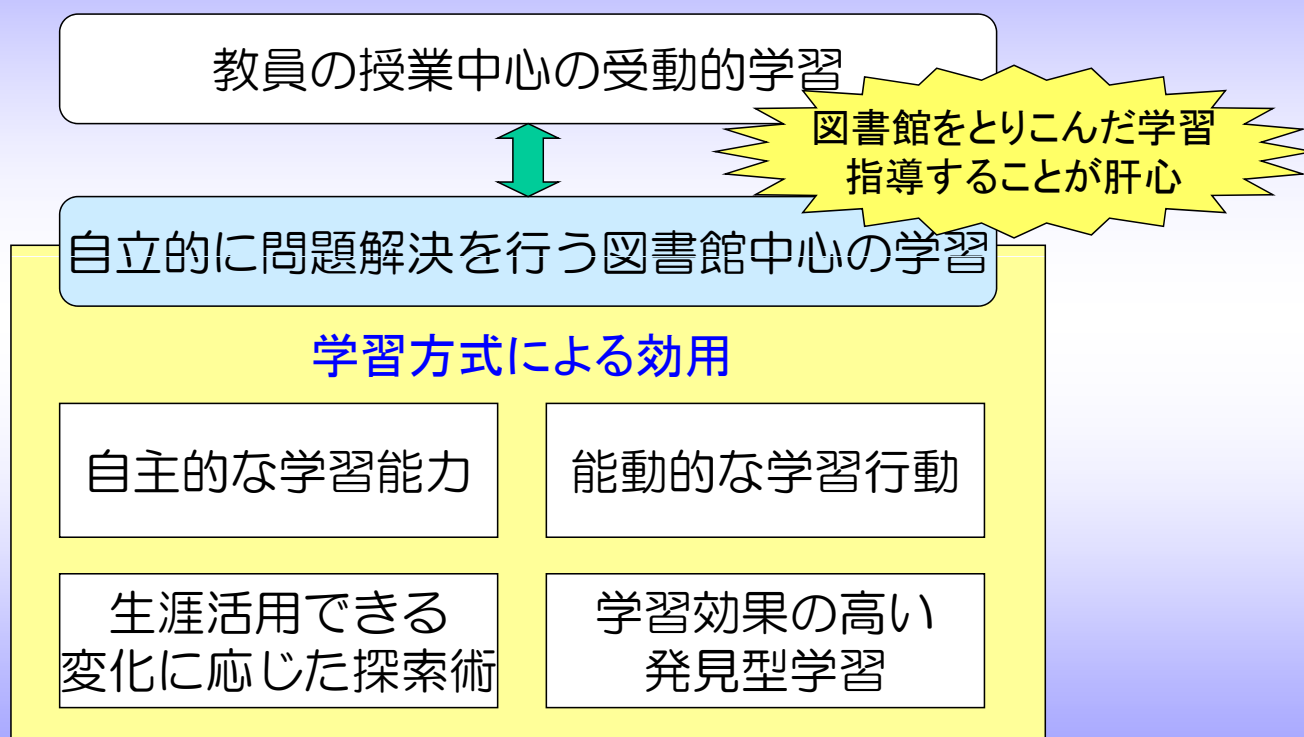 教員の授業中心の受動的学習
図書館をとりこんだ学習
指導することが肝心
自立的に問題解決を行う図書館中心の学習
学習方式による効用
自主的な学習能力
能動的な学習行動
生涯活用できる
変化に応じた探索術
学習効果の高い
発見型学習